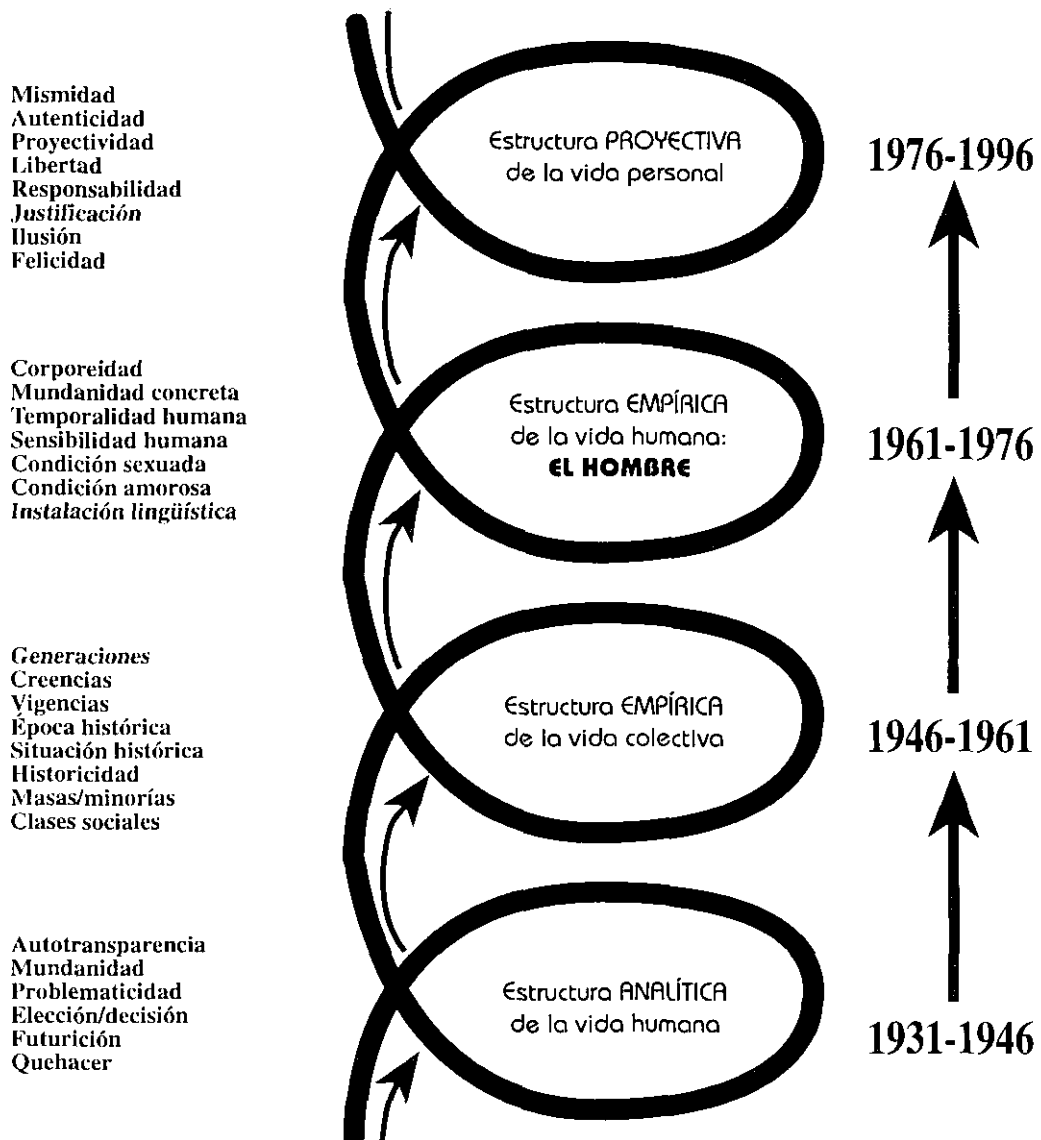 Mismidad
Autenticidad
Proyectividad
Libertad
Responsabilidad
Justificación
Ilusión
Felicidad
Estructura PROYECTIVA
de la vida personal
1976-1996
Corporeidad
Mundanidad concreta
Temporalidad humana
Sensibilidad humana
Condición sexuada
Condición amorosa
Instalación lingüística
Estructura EMPÍRICA
de la vida humana:
EL HOMBRE
1961-1976
Generaciones
Creencias
Vigencias
Época histórica
Situación histórica
Historicidad
Masas/minorías
Clases sociales
Estructura EMPÍRICA
de la vida colectiva
1946-1961
Autotransparencia
Mundanidad
Problematicidad
Elección/decisión
Futurición
Quehacer
Estructura ANALÍTICA
de la vida humana
1931-1946